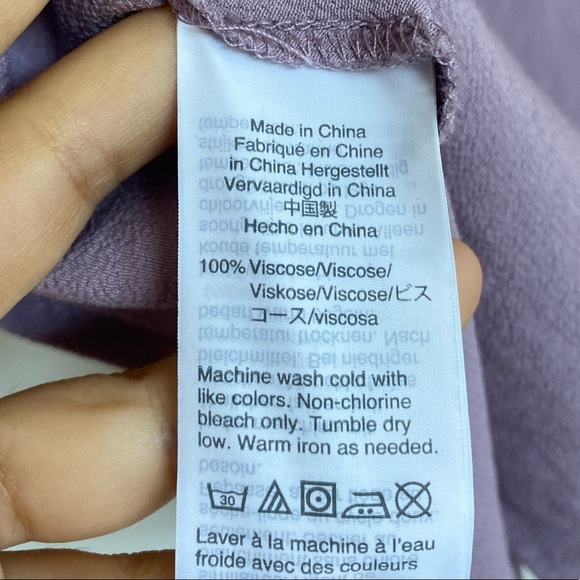 Made in China
Fabriqué en Chine
in China Hergestellt
Vervaardigd in China
中国製
Hecho en China
100% Viscose/Viscose/
Viskose/Viscose/ビス
コース/viscosa
Machine wash cold with
like colors. Non-chlorine
bleach only. Tumble dry
low. Warm iron as needed.
30
Laver à la machine à l'eau
froide avec des couleurs